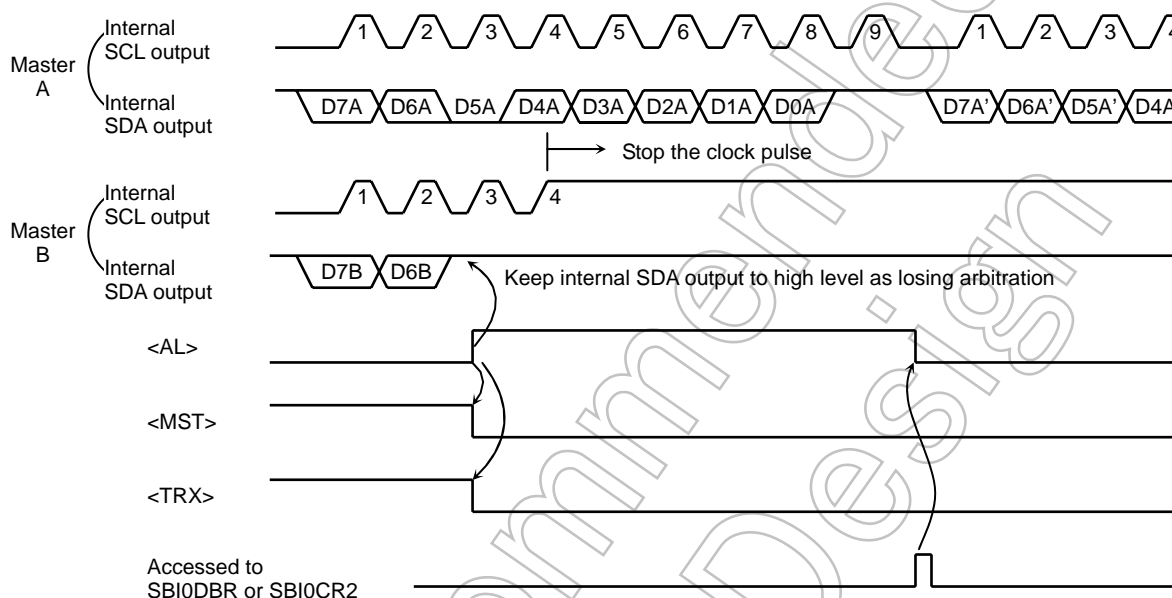 Internal
SCL output
1 2 3 4 5 6 7 8 9 1 2 3 4
Master
A
Internal
SDA output
D7A D6A D5A D4A D3A D2A D1A D0A D7A' D6A' D5A' D4A
Stop the clock pulse
Internal
SCL output
1 2 3 4
Master
B
Internal
SDA output
D7B D6B
Keep internal SDA output to high level as losing arbitration
<AL>
<MST>
<TRX>
Accessed to
SBI0DBR or SBI0CR2